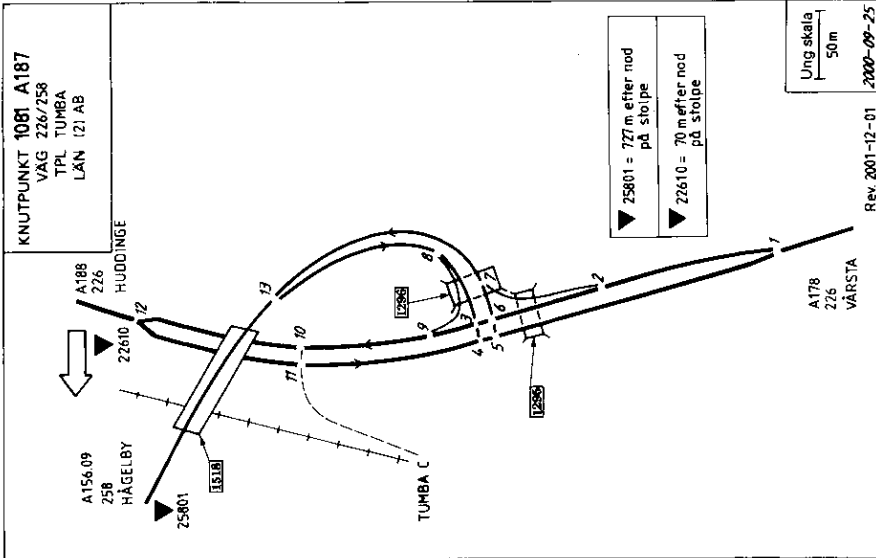 KNUTPUNKT 1081 A187
VÄG 226/258
TPL TUMBA
LÄN (2) AB
A188
226
HUDDINGE
12
22610
13
A156.09
258
HÅGELBY
25801
1518
10
11
TUMBA C
8
9
1296
7
3
6
4
5
2
1296
1
A178
226
VÅRSTA
25801 = 727 m efter nod
på stolpe
22610 = 70 m efter nod
på stolpe
Ung skala
50 m
Rev. 2001-12-01 2000-09-25